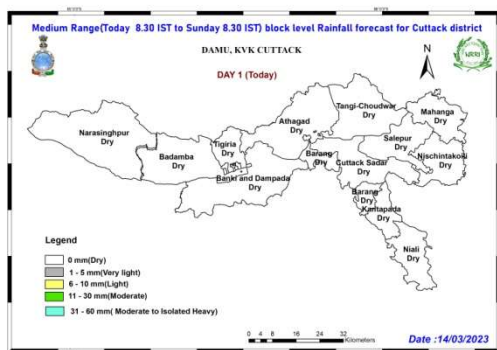 Medium Range(Today 8.30 IST to Sunday 8.30 IST) block level Rainfall forecast for Cuttack district
DAMU, KVK CUTTACK
N
DAY 1 (Today)
Tangi-Choudwar
Dry
Mahanga
Dry
Athagad
Dry
Narasinghpur
Dry
Tigiria
Dry
Salepur
Dry
Badamba
Dry
Barang
Dry
Cuttack Sadar
Dry
Nischintakoili
Dry
Banki and Dampada
Dry
Barang
Dry
Kantapada
Dry
Niali
Dry
Legend
0 mm(Dry)
1 - 5 mm(Very light)
6 - 10 mm(Light)
11 - 30 mm(Moderate)
31 - 60 mm( Moderate to Isolated Heavy)
0 4 8 16 24 32
Kilometers
Date :14/03/2023